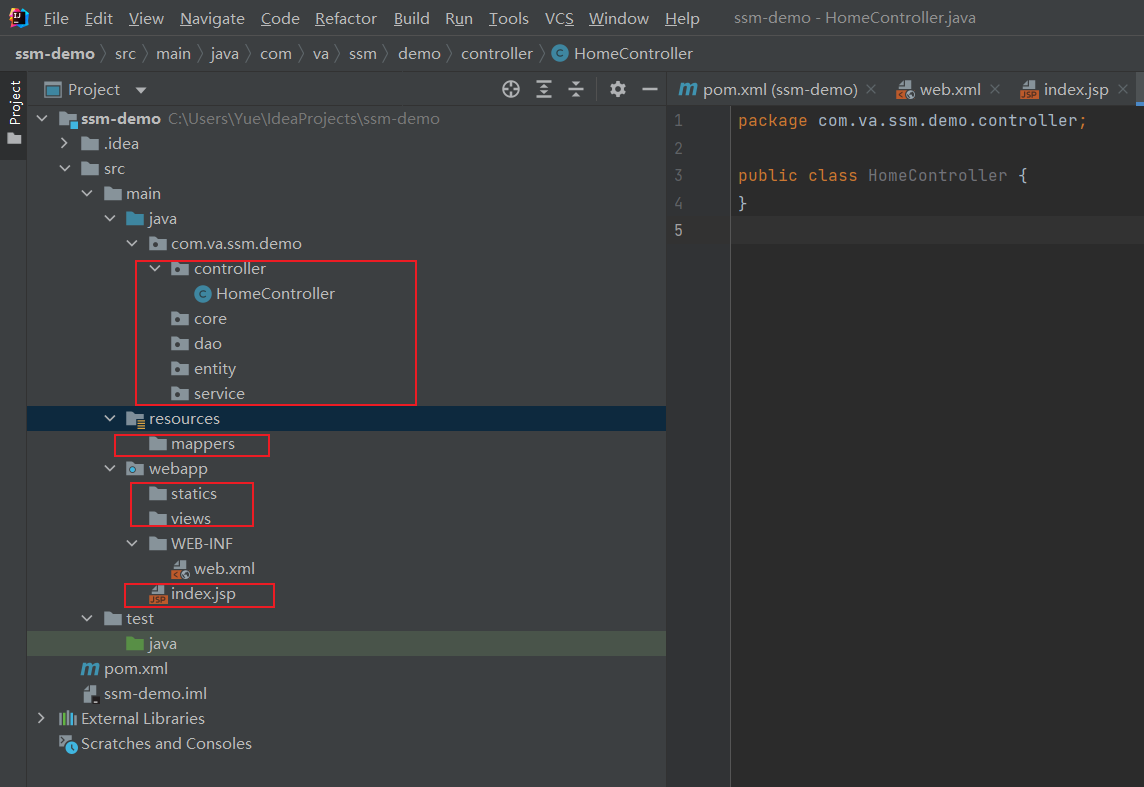 File Edit View Navigate Code Refactor Build Run Tools VCS Window Help ssm-demo - HomeController.java
ssm-demo src main java com va ssm demo controller HomeController
Project
Project
pom.xml (ssm-demo) web.xml index.jsp
ssm-demo C:\Users\Yue\IdeaProjects\ssm-demo
.idea
src
main
java
com.va.ssm.demo
controller
HomeController
core
dao
entity
service
resources
mappers
webapp
statics
views
WEB-INF
web.xml
index.jsp
test
java
pom.xml
ssm-demo.iml
External Libraries
Scratches and Consoles
1 package com.va.ssm.demo.controller;
2
3 public class HomeController {
4 }
5